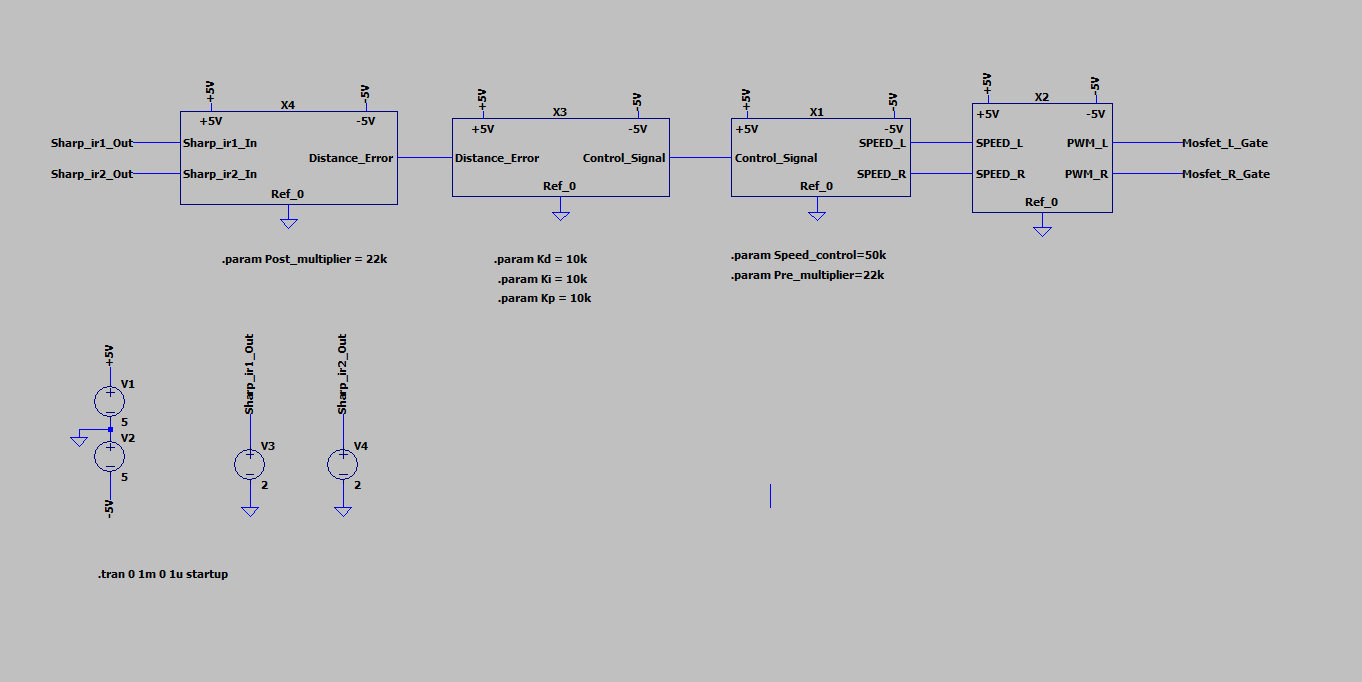 +5V
-5V
X4
+5V
-5V
Sharp_ir1_Out
Sharp_ir1_In
Distance_Error
Sharp_ir2_Out
Sharp_ir2_In
Ref_0
+5V
-5V
X3
+5V
-5V
Distance_Error
Control_Signal
Ref_0
+5V
-5V
X1
+5V
-5V
SPEED_L
Control_Signal
SPEED_R
Ref_0
+5V
-5V
X2
+5V
-5V
SPEED_L
PWM_L
Mosfet_L_Gate
SPEED_R
PWM_R
Mosfet_R_Gate
Ref_0
.param Post_multiplier = 22k
.param Kd = 10k
.param Ki = 10k
.param Kp = 10k
.param Speed_control=50k
.param Pre_multiplier=22k
+5V
V1
5
V2
5
-5V
Sharp_ir1_Out
V3
2
Sharp_ir2_Out
V4
2
.tran 0 1m 0 1u startup